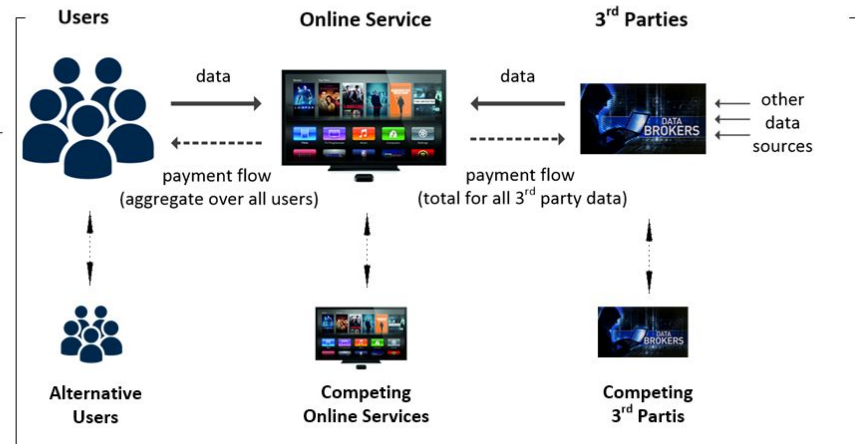 Users
Online Service
3rd Parties
data
data
DATA
BROKERS
other
data
sources
payment flow
(aggregate over all users)
payment flow
(total for all 3rd party data)
DATA
BROKERS
Alternative
Users
Competing
Online Services
Competing
3rd Partis